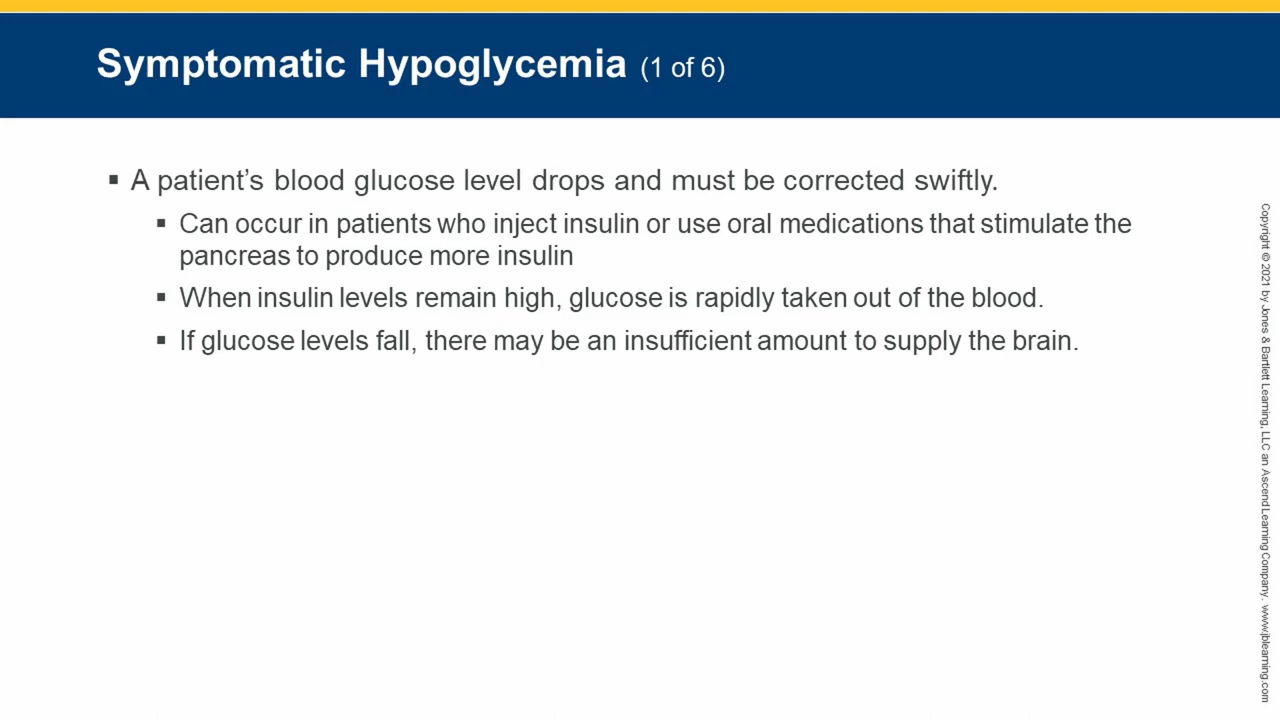 Symptomatic Hypoglycemia (1 of 6)
▪ A patient’s blood glucose level drops and must be corrected swiftly.
▪ Can occur in patients who inject insulin or use oral medications that stimulate the
pancreas to produce more insulin
▪ When insulin levels remain high, glucose is rapidly taken out of the blood.
▪ If glucose levels fall, there may be an insufficient amount to supply the brain.
Copyright © 2021 by Jones & Bartlett Learning, LLC an Ascend Learning Company. www.jblearning.com